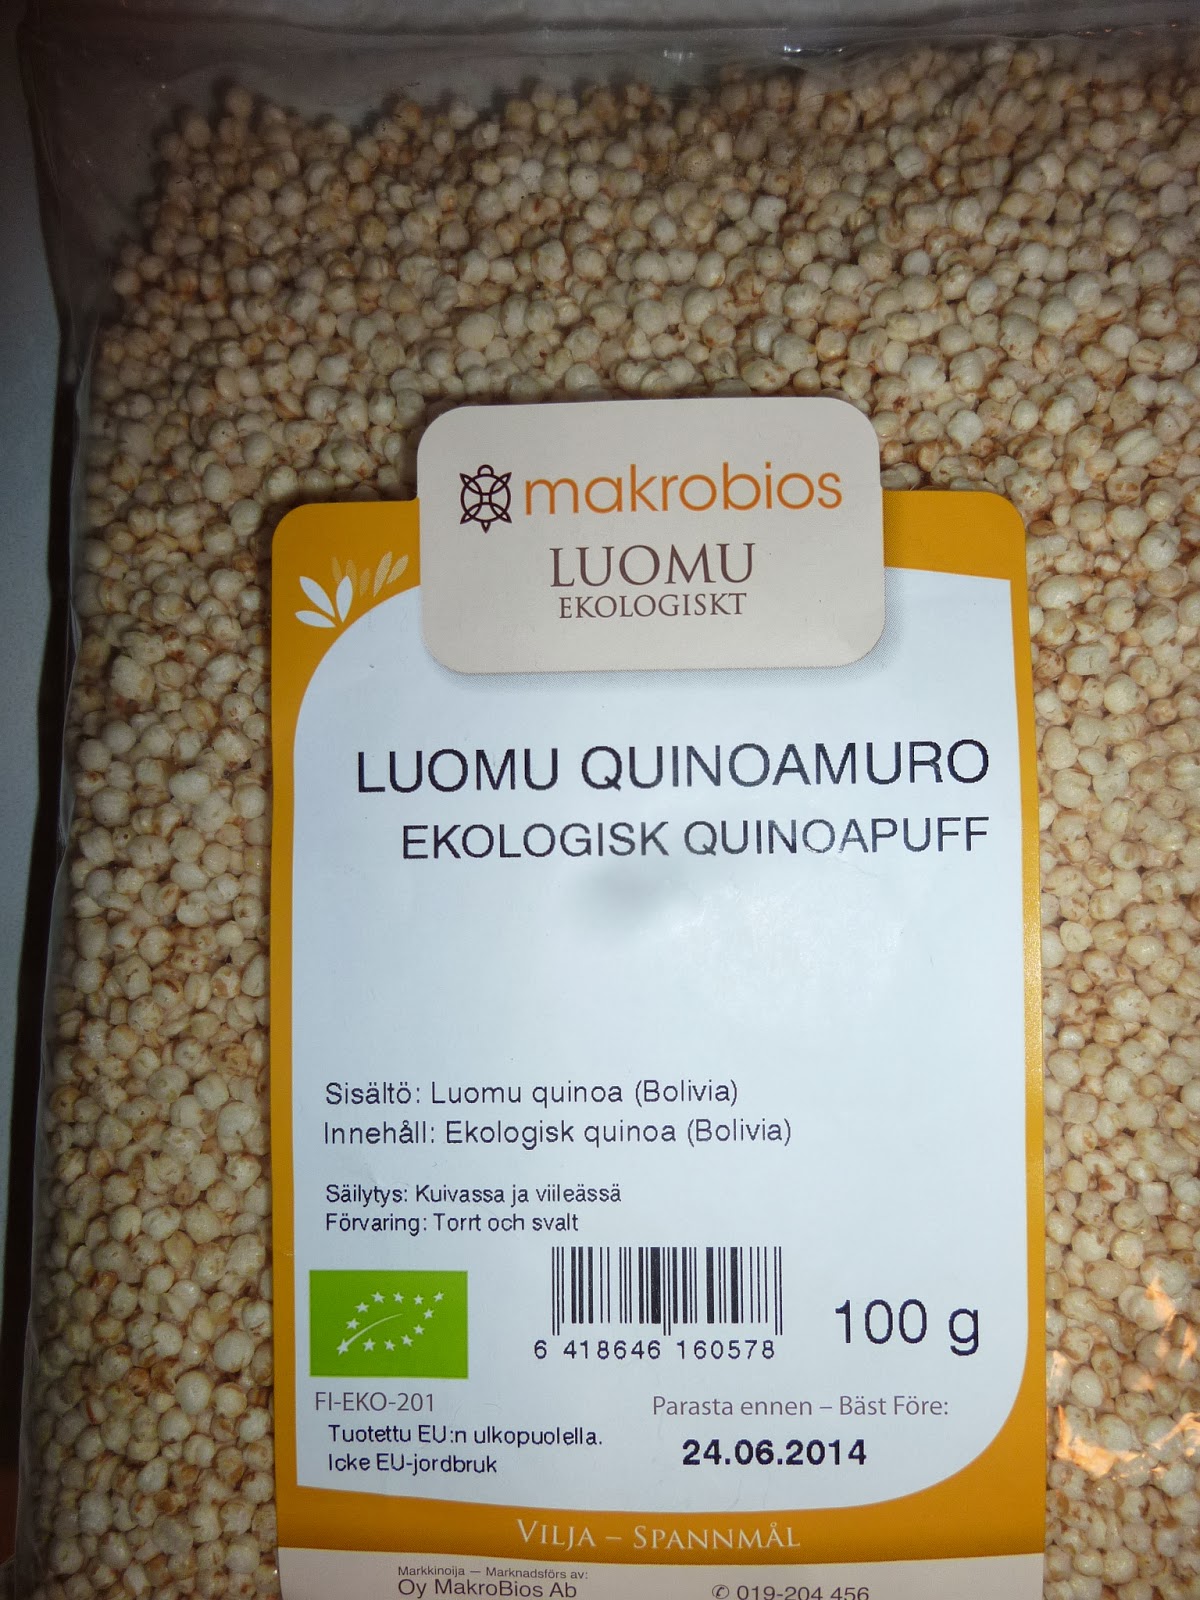 makrobios
LUOMU
EKOLOGISKT
LUOMU QUINOAMURO
EKOLOGISK QUINOAPUFF
Sisältö: Luomu quinoa (Bolivia)
Innehåll: Ekologisk quinoa (Bolivia)
Säilytys: Kuivassa ja viileässä
Förvaring: Torrt och svalt
6 418646 160578
100 g
FI-EKO-201
Tuotettu EU:n ulkopuolella.
Icke EU-jordbruk
Parasta ennen – Bäst Före:
24.06.2014
VILJA – SPANNMÅL
Markkinoija — Marknadsförs av:
Oy MakroBios Ab
✆ 019-204 456